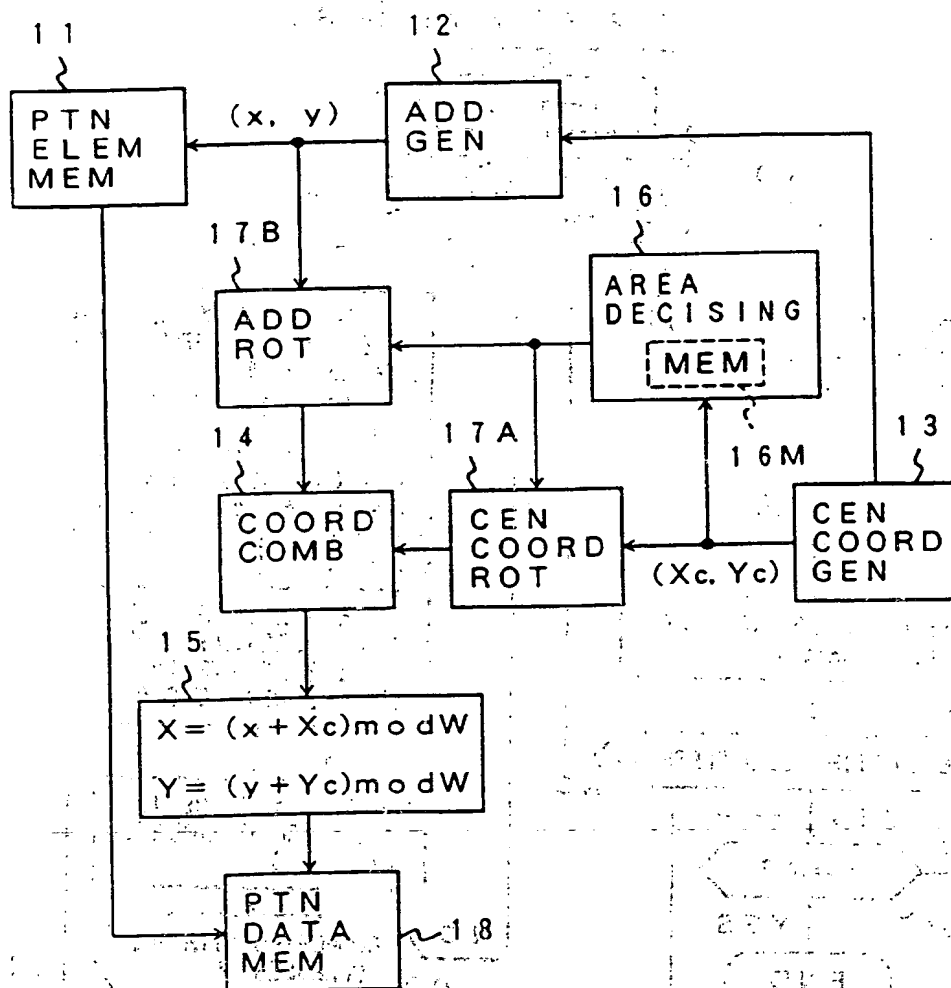 11
12
PTN
ELEM
MEM
(x, y)
ADD
GEN
16
17B
AREA
DECISING
MEM
ADD
ROT
14
17A
16M
13
COORD
COMB
CEN
COORD
ROT
(Xc, Yc)
CEN
COORD
GEN
15
X = (x + Xc)modW
Y = (y + Yc)modW
PTN
DATA
MEM
18